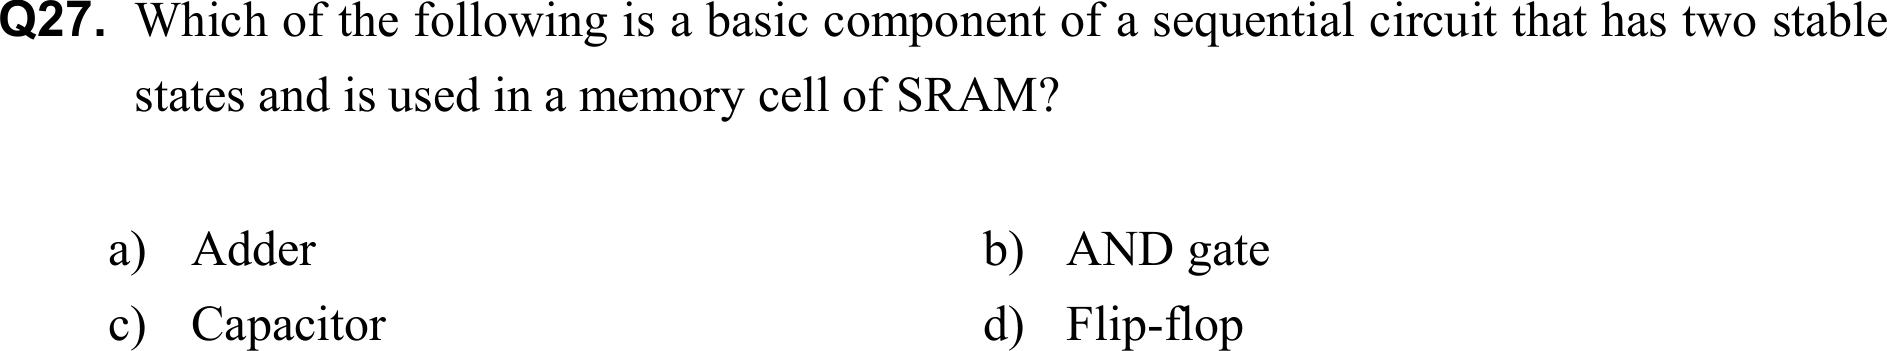 Q27. Which of the following is a basic component of a sequential circuit that has two stable
states and is used in a memory cell of SRAM?
a) Adder b) AND gate
c) Capacitor d) Flip-flop